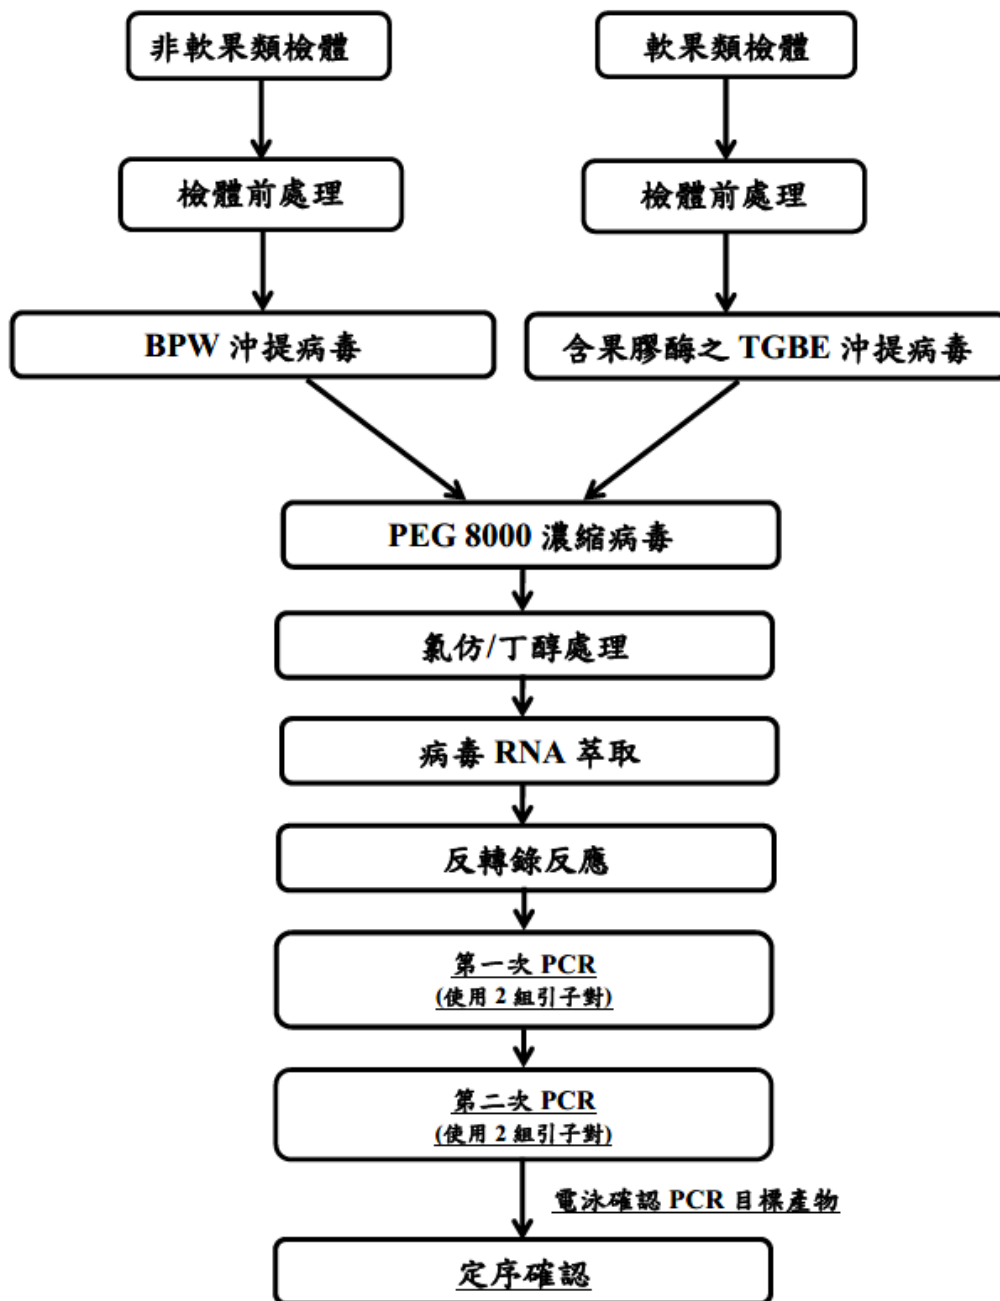 非軟果類檢體
軟果類檢體
檢體前處理
檢體前處理
BPW 沖提病毒
含果膠酶之 TGBE 沖提病毒
PEG 8000 濃縮病毒
氯仿/丁醇處理
病毒 RNA 萃取
反轉錄反應
第一次 PCR
(使用 2 組引子對)
第二次 PCR
(使用 2 組引子對)
電泳確認 PCR 目標產物
定序確認